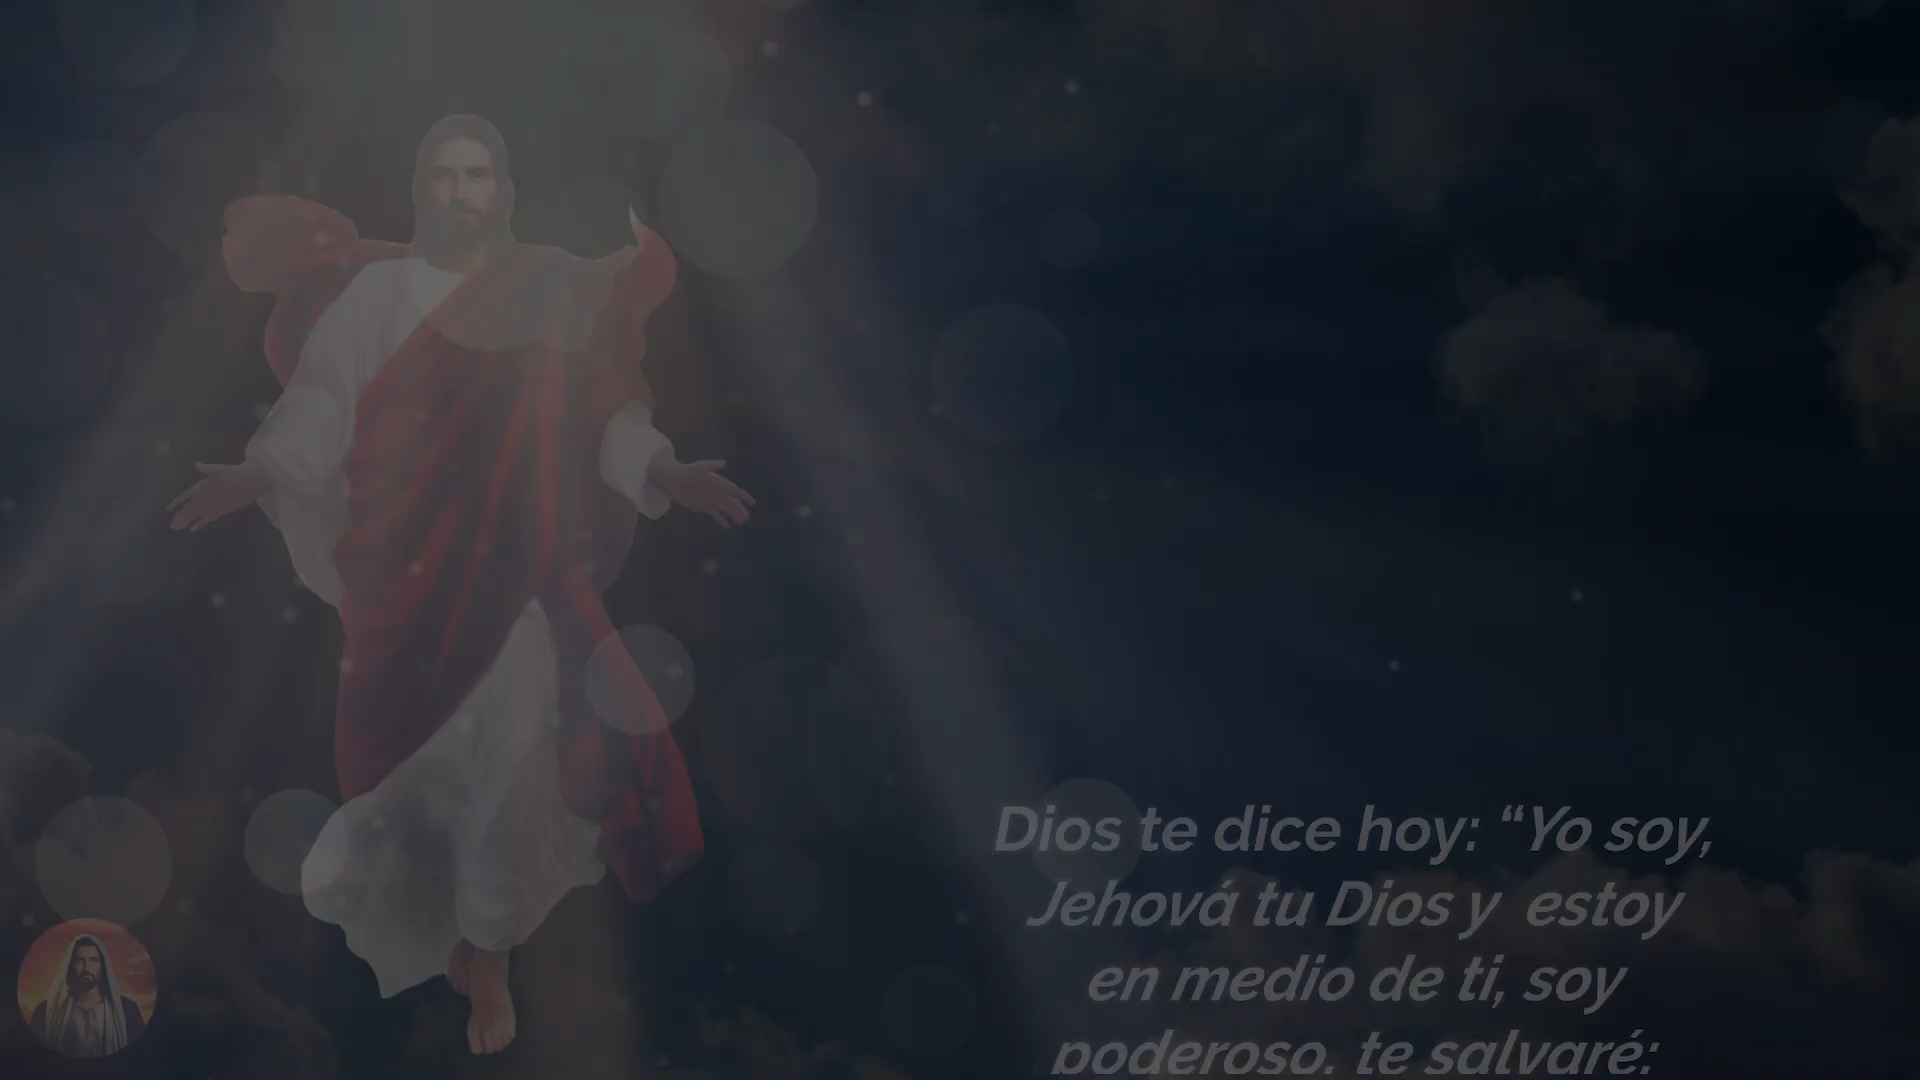 Dios te dice hoy: “Yo soy,
Jehová tu Dios y estoy
en medio de ti, soy
poderoso, te salvaré;